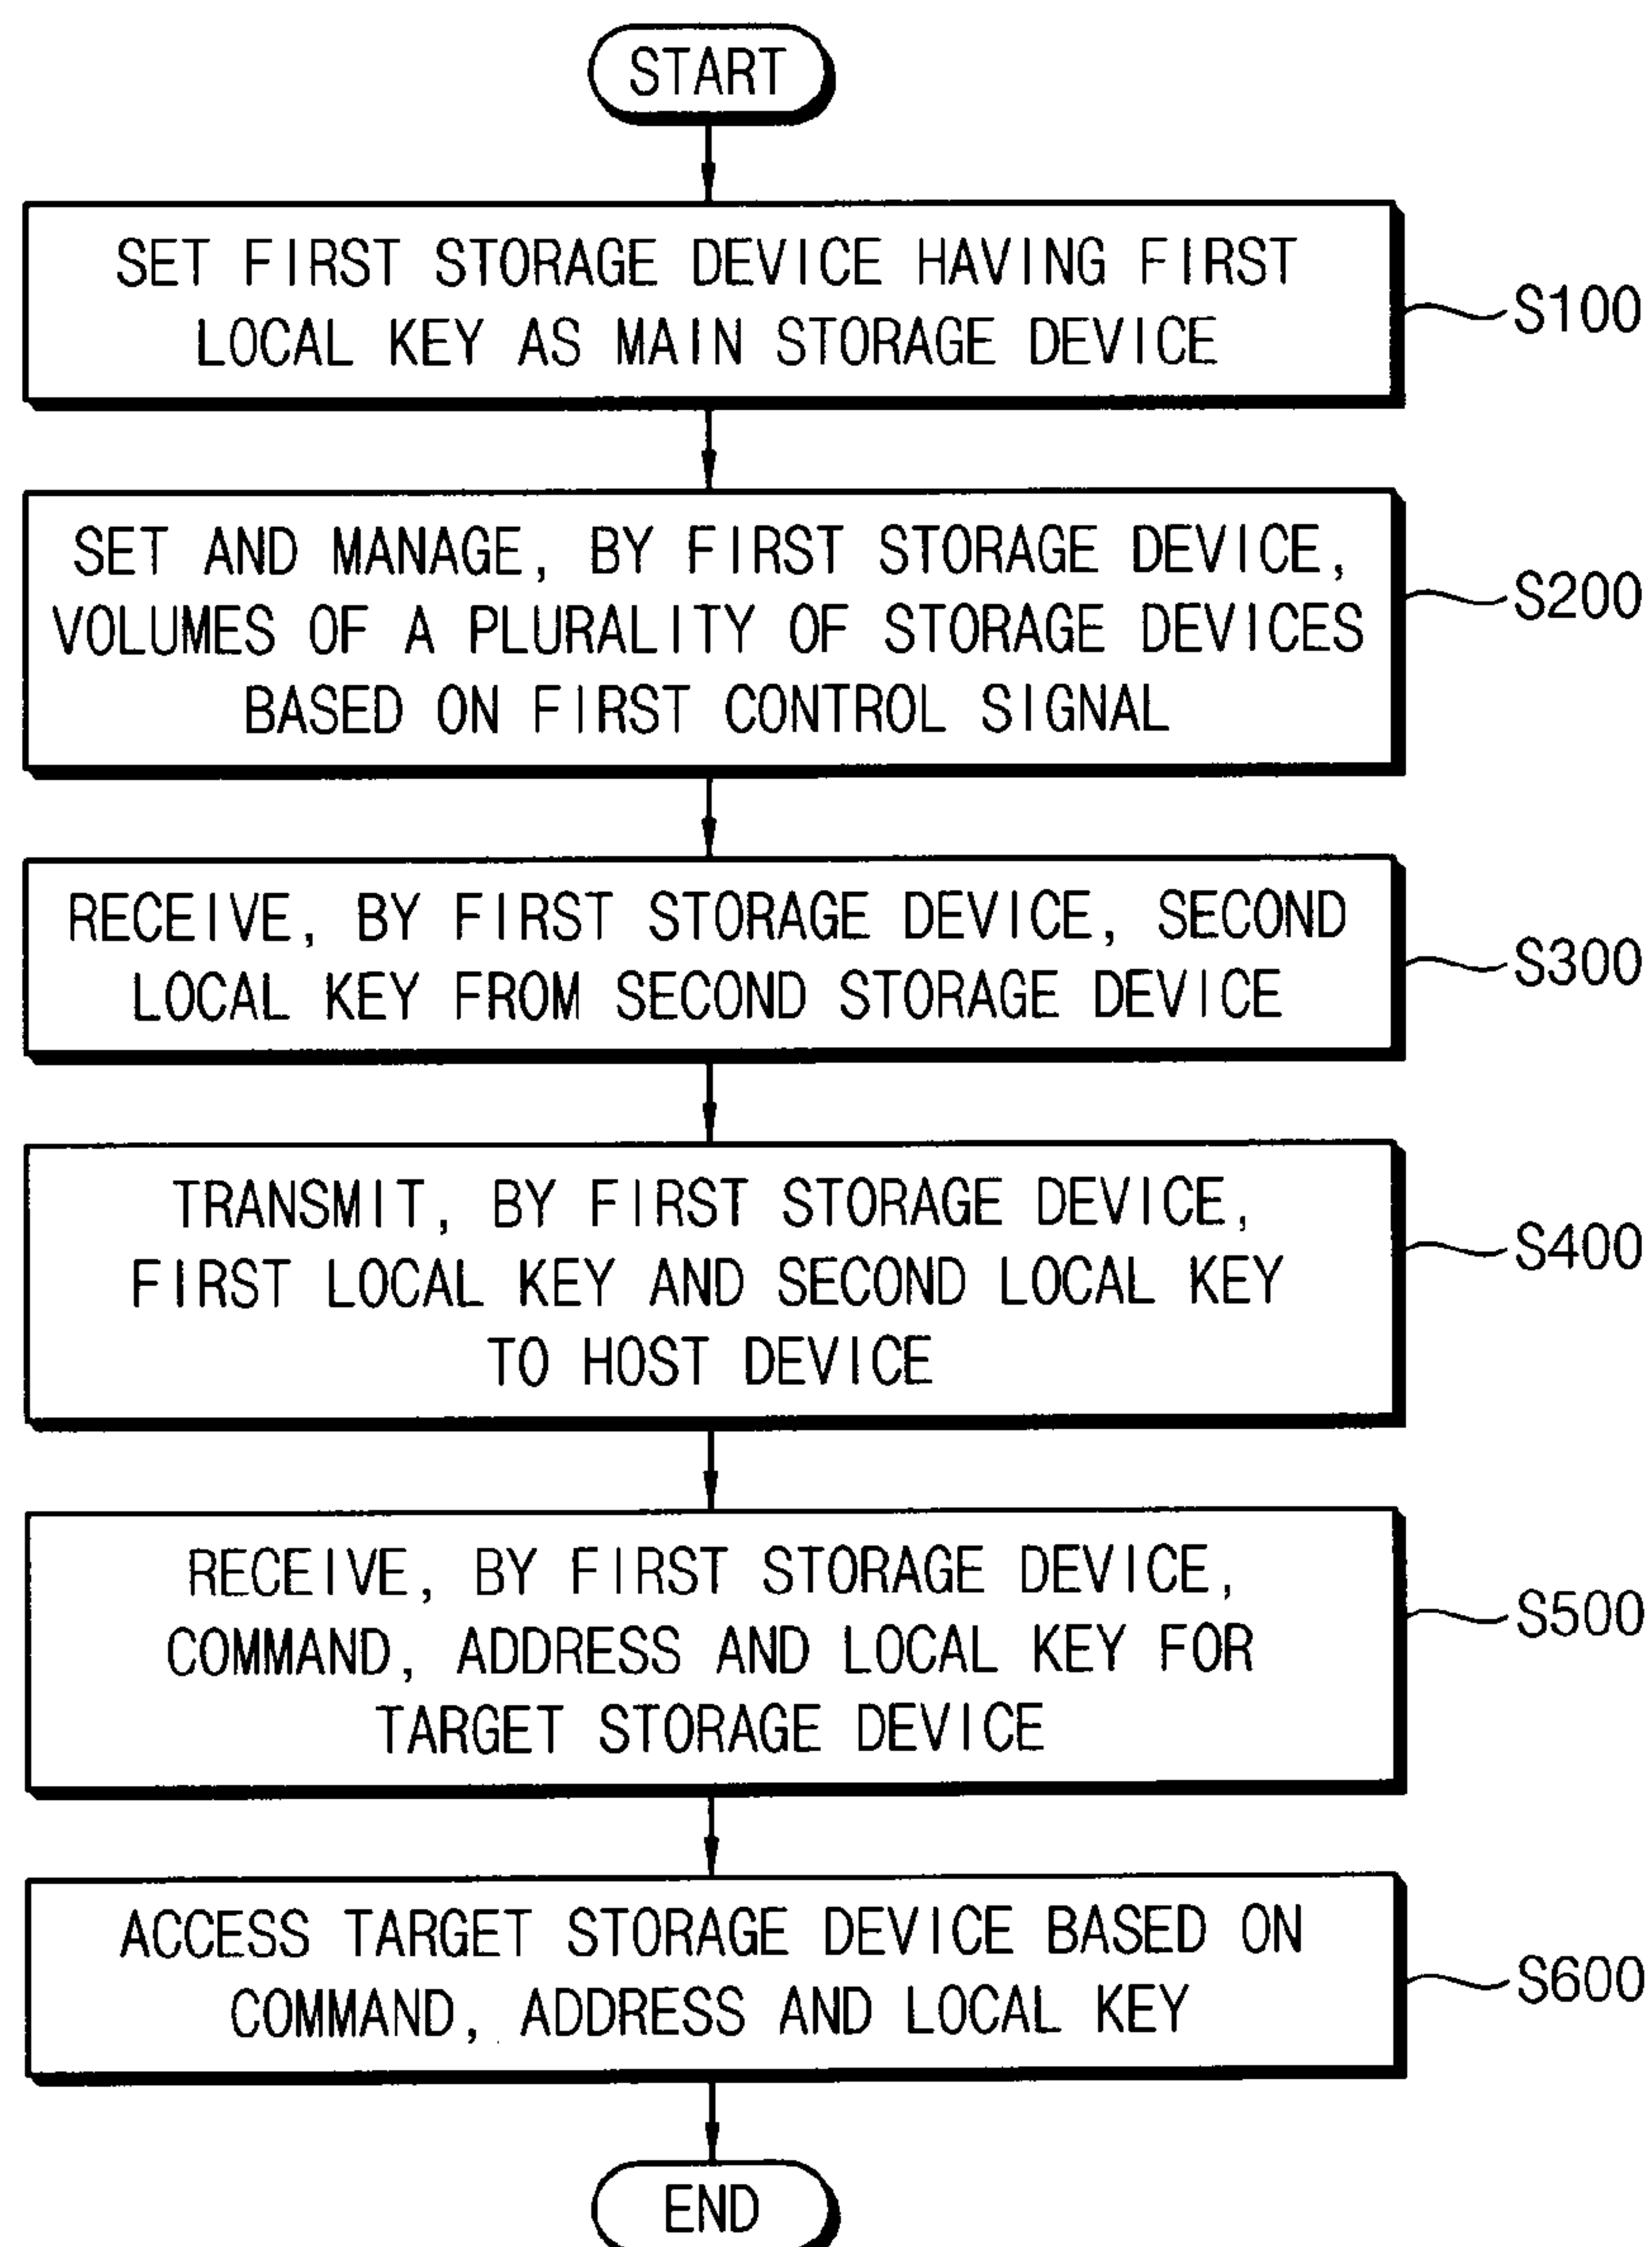 START
SET FIRST STORAGE DEVICE HAVING FIRST
LOCAL KEY AS MAIN STORAGE DEVICE
S100
SET AND MANAGE, BY FIRST STORAGE DEVICE,
VOLUMES OF A PLURALITY OF STORAGE DEVICES
BASED ON FIRST CONTROL SIGNAL
S200
RECEIVE, BY FIRST STORAGE DEVICE, SECOND
LOCAL KEY FROM SECOND STORAGE DEVICE
S300
TRANSMIT, BY FIRST STORAGE DEVICE,
FIRST LOCAL KEY AND SECOND LOCAL KEY
TO HOST DEVICE
S400
RECEIVE, BY FIRST STORAGE DEVICE,
COMMAND, ADDRESS AND LOCAL KEY FOR
TARGET STORAGE DEVICE
S500
ACCESS TARGET STORAGE DEVICE BASED ON
COMMAND, ADDRESS AND LOCAL KEY
S600
END